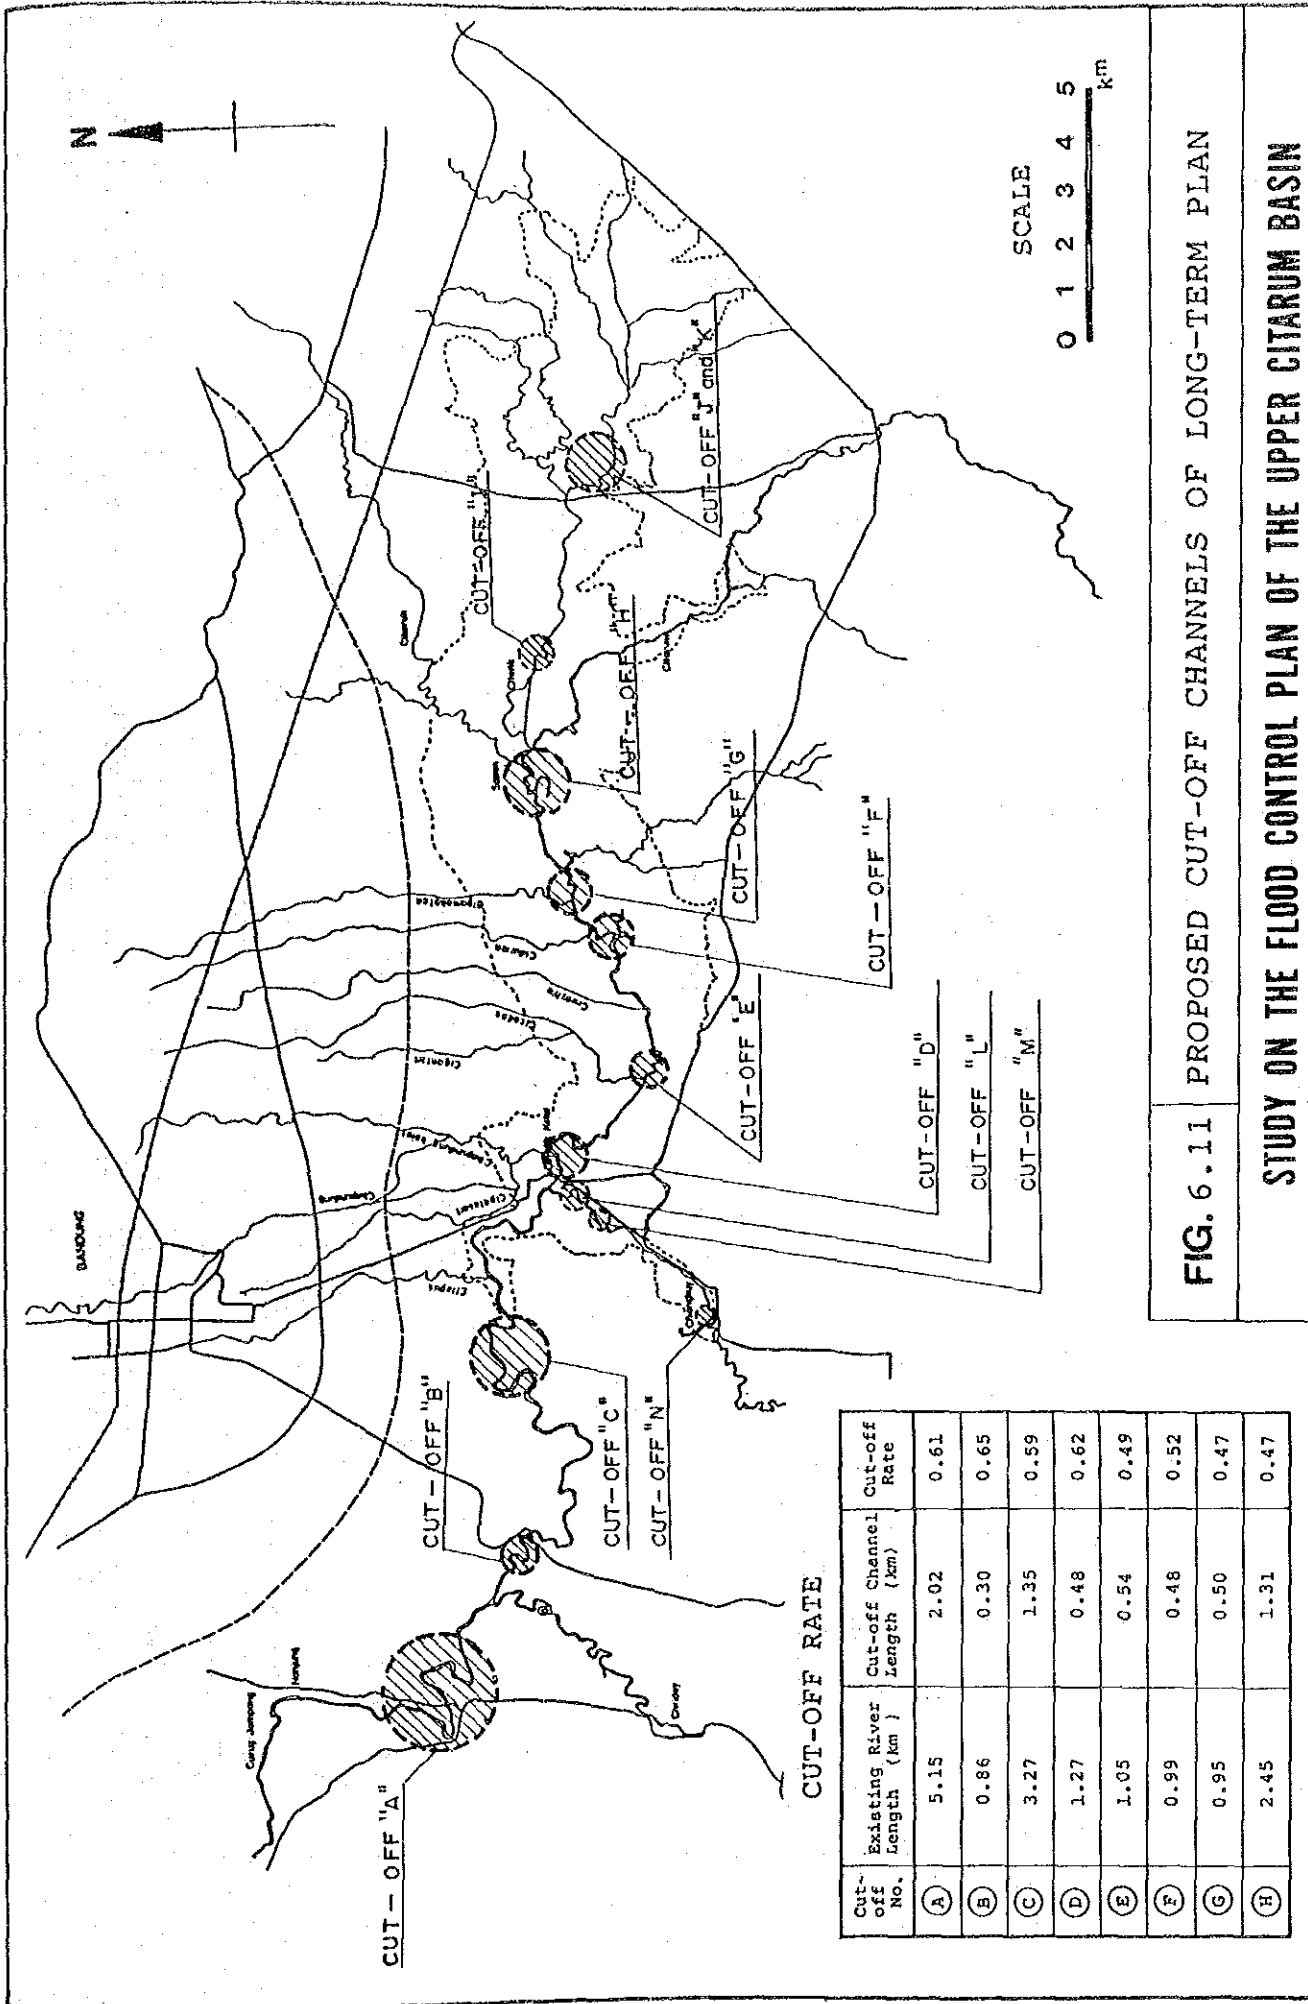 N
BANDUNG
Curug Jompong
Nanjung
CUT-OFF "A"
CUT-OFF "B"
CUT-OFF "C"
CUT-OFF "N"
CUT-OFF "D"
CUT-OFF "L"
CUT-OFF "M"
CUT-OFF "E"
CUT-OFF "F"
CUT-OFF "G"
CUT-OFF "H"
CUT-OFF "I"
CUT-OFF "J" and "K"
Cikapundung
Ciduran
Citarik
SCALE
0 1 2 3 4 5
km
CUT-OFF RATE
Cut-off No. Existing River Length (km) Cut-off Channel Length (km) Cut-off Rate
A 5.15 2.02 0.61
B 0.86 0.30 0.65
C 3.27 1.35 0.59
D 1.27 0.48 0.62
E 1.05 0.54 0.49
F 0.99 0.48 0.52
G 0.95 0.50 0.47
H 2.45 1.31 0.47
FIG. 6.11 PROPOSED CUT-OFF CHANNELS OF LONG-TERM PLAN
STUDY ON THE FLOOD CONTROL PLAN OF THE UPPER CITARUM BASIN